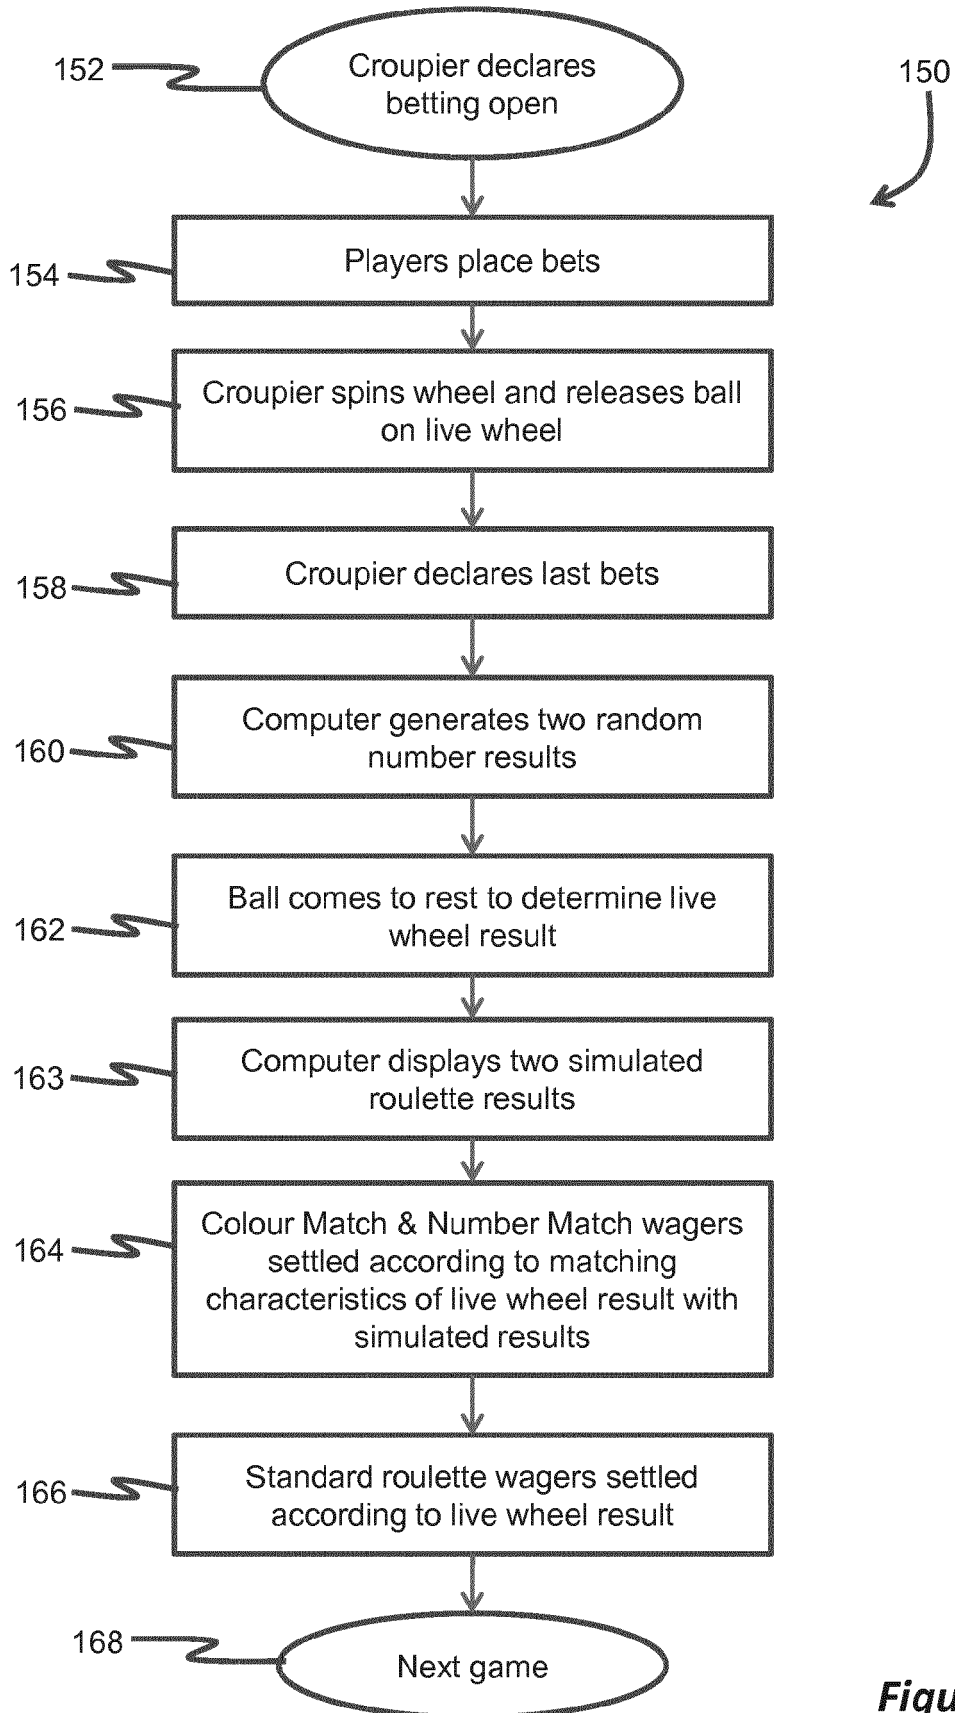 Croupier declares
betting open
152
150
Players place bets
154
Croupier spins wheel and releases ball
on live wheel
156
Croupier declares last bets
158
Computer generates two random
number results
160
Ball comes to rest to determine live
wheel result
162
Computer displays two simulated
roulette results
163
Colour Match & Number Match wagers
settled according to matching
characteristics of live wheel result with
simulated results
164
Standard roulette wagers settled
according to live wheel result
166
Next game
168